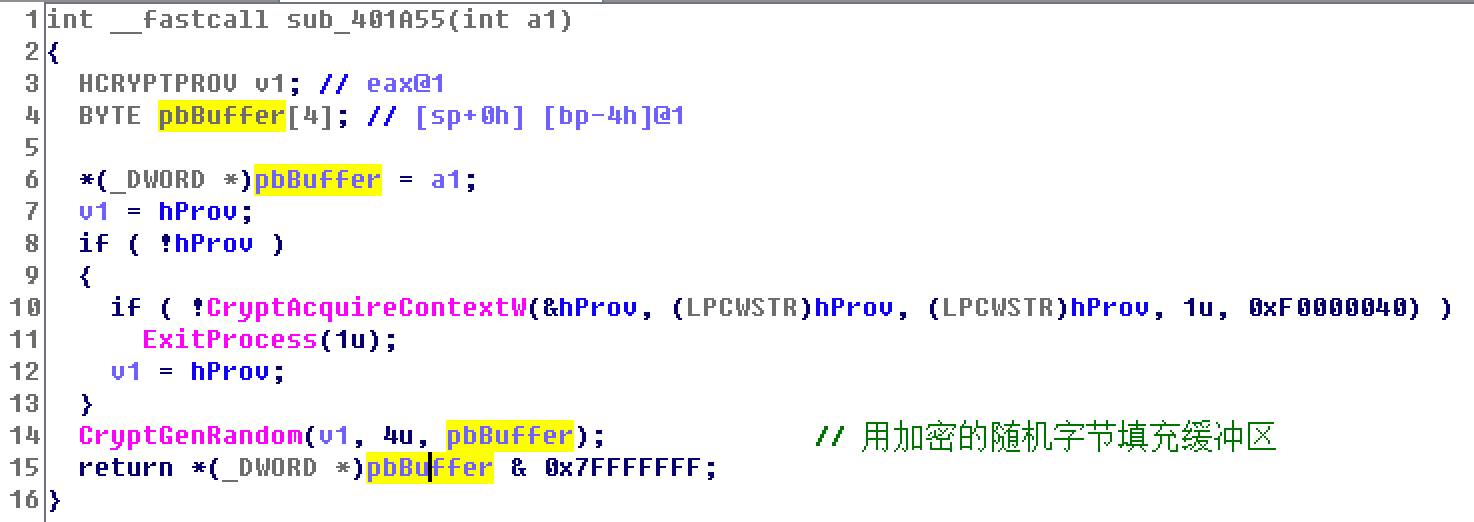 1 int __fastcall sub_401A55(int a1)
2 {
3 HCRYPTPROV v1; // eax@1
4 BYTE pbBuffer[4]; // [sp+0h] [bp-4h]@1
5
6 *(_DWORD *)pbBuffer = a1;
7 v1 = hProv;
8 if ( !hProv )
9 {
10 if ( !CryptAcquireContextW(&hProv, (LPCWSTR)hProv, (LPCWSTR)hProv, 1u, 0xF0000040) )
11 ExitProcess(1u);
12 v1 = hProv;
13 }
14 CryptGenRandom(v1, 4u, pbBuffer); // 用加密的随机字节填充缓冲区
15 return *(_DWORD *)pbBuffer & 0x7FFFFFFF;
16 }